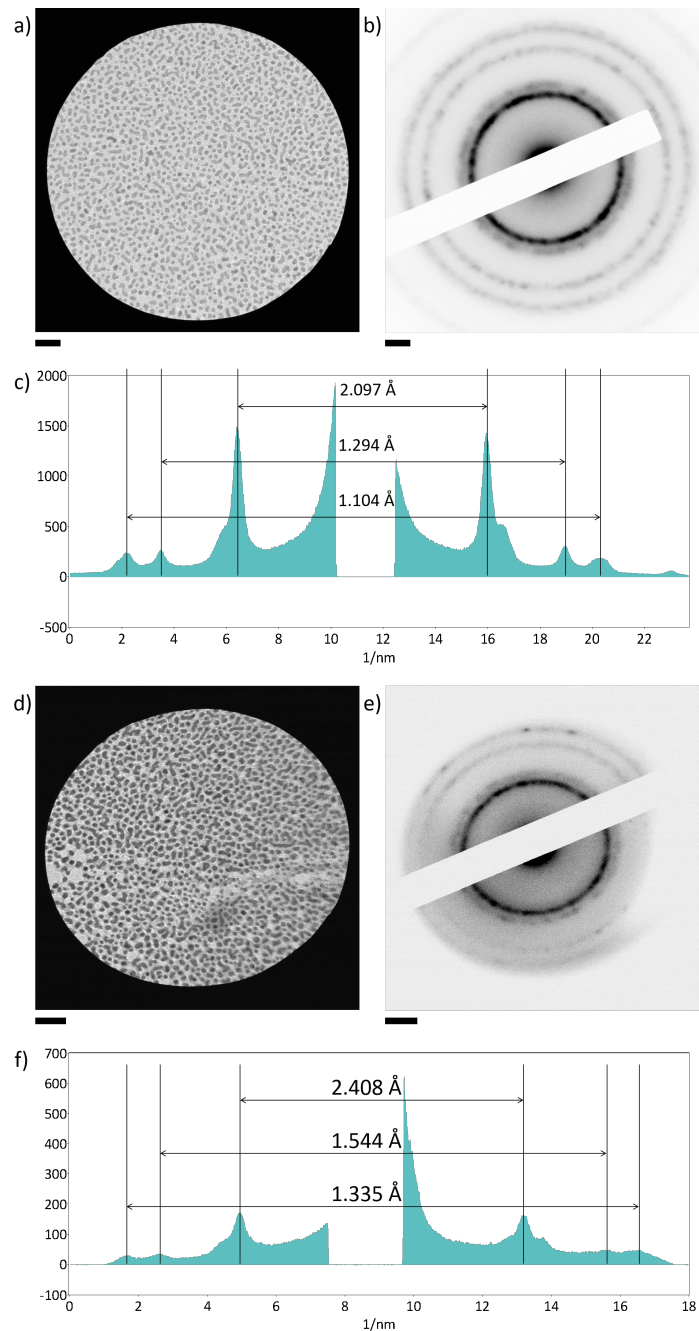 a)
b)
c)
2000
1500
1000
500
0
-500
2.097 Å
1.294 Å
1.104 Å
0 2 4 6 8 10 12 14 16 18 20 22
1/nm
d)
e)
f)
700
600
500
400
300
200
100
0
-100
2.408 Å
1.544 Å
1.335 Å
0 2 4 6 8 10 12 14 16 18
1/nm